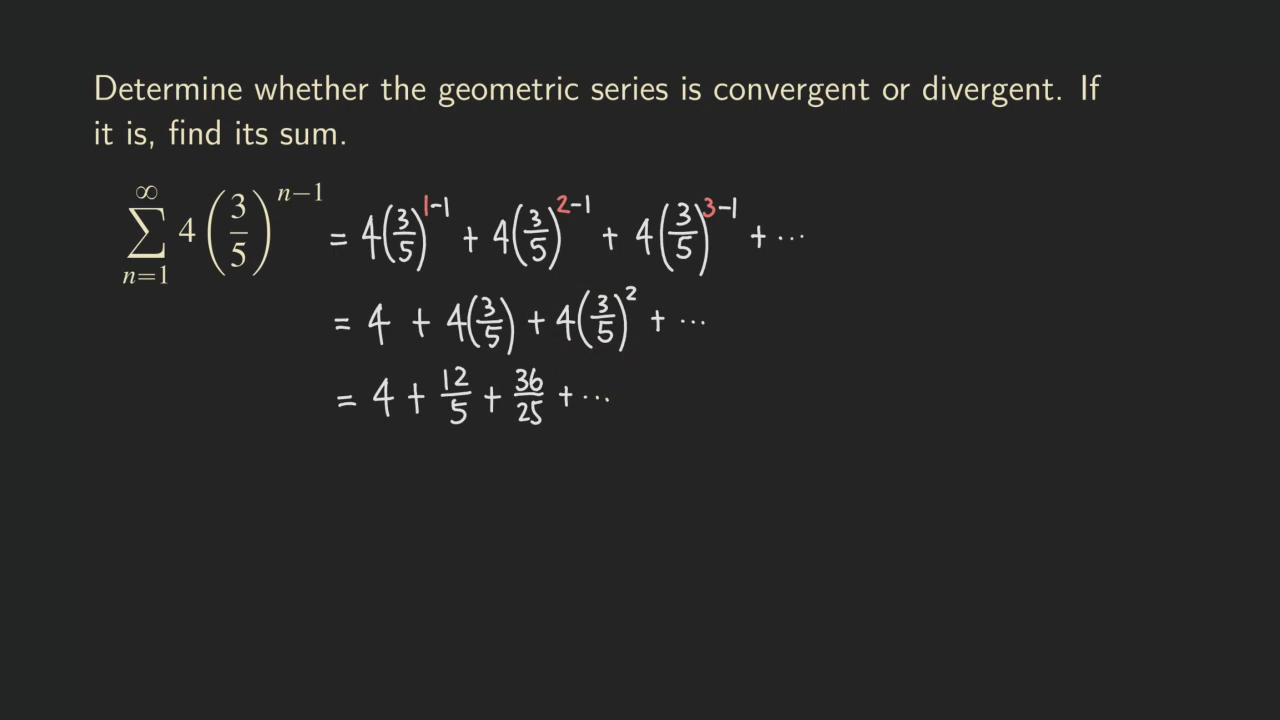 Determine whether the geometric series is convergent or divergent. If
it is, find its sum.
∑_{n=1}^{∞} 4(3/5)^{n−1} = 4(3/5)^{1-1} + 4(3/5)^{2-1} + 4(3/5)^{3-1} + ⋯
= 4 + 4(3/5) + 4(3/5)^2 + ⋯
= 4 + 12/5 + 36/25 + ⋯